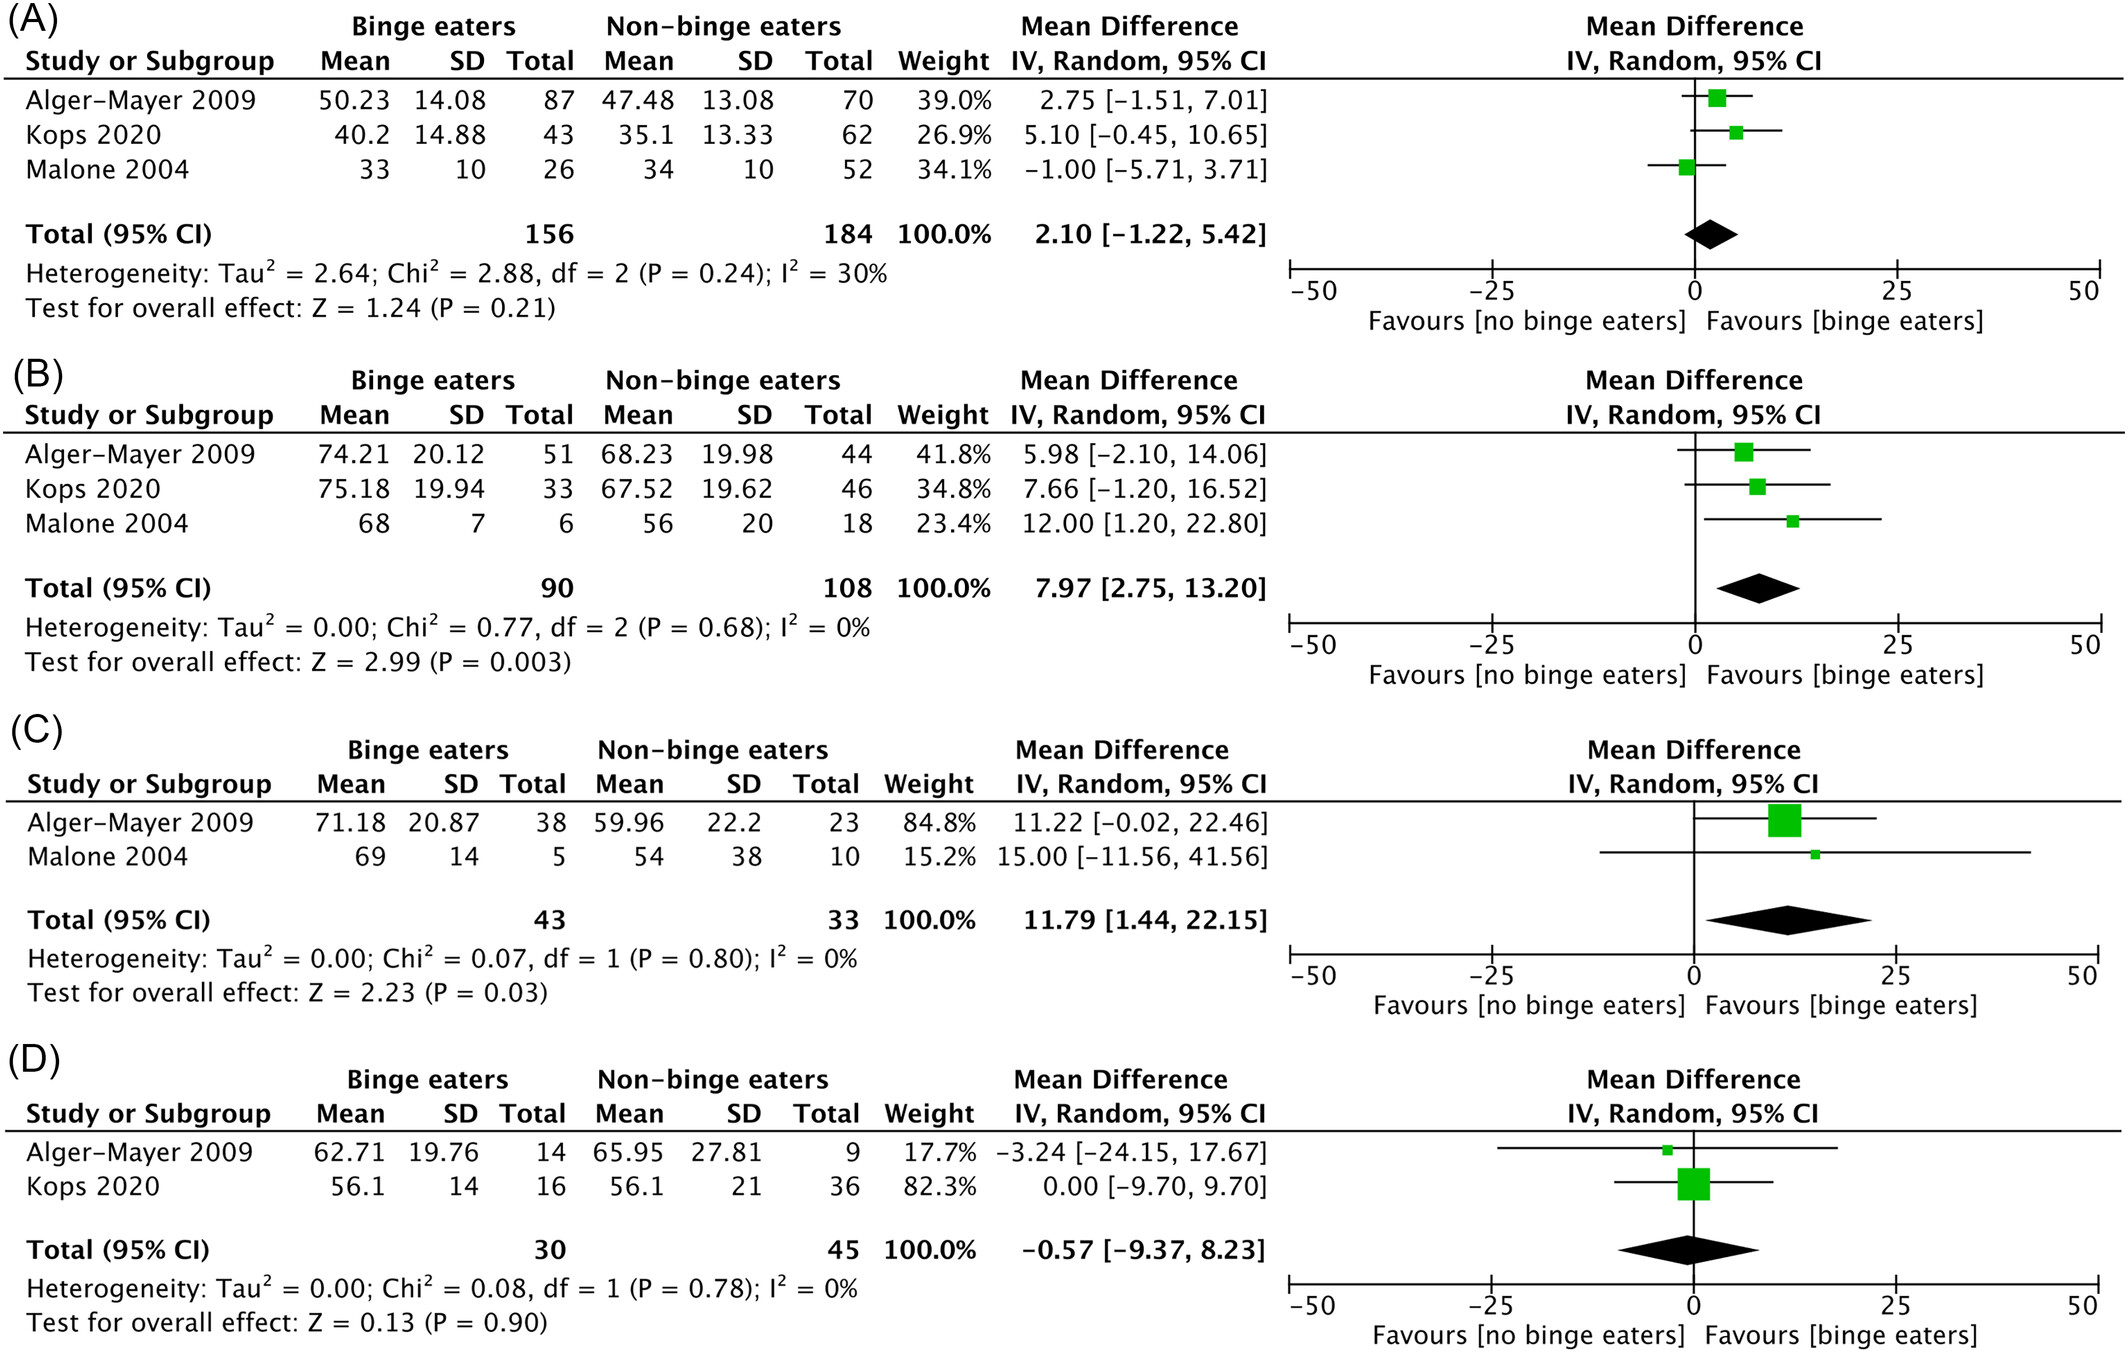 (A)
Binge eaters Non-binge eaters Mean Difference Mean Difference
Study or Subgroup Mean SD Total Mean SD Total Weight IV, Random, 95% CI IV, Random, 95% CI
Alger-Mayer 2009 50.23 14.08 87 47.48 13.08 70 39.0% 2.75 [-1.51, 7.01]
Kops 2020 40.2 14.88 43 35.1 13.33 62 26.9% 5.10 [-0.45, 10.65]
Malone 2004 33 10 26 34 10 52 34.1% -1.00 [-5.71, 3.71]
Total (95% CI) 156 184 100.0% 2.10 [-1.22, 5.42]
Heterogeneity: Tau² = 2.64; Chi² = 2.88, df = 2 (P = 0.24); I² = 30%
Test for overall effect: Z = 1.24 (P = 0.21)
-50 -25 0 25 50
Favours [no binge eaters] Favours [binge eaters]
(B)
Binge eaters Non-binge eaters Mean Difference Mean Difference
Study or Subgroup Mean SD Total Mean SD Total Weight IV, Random, 95% CI IV, Random, 95% CI
Alger-Mayer 2009 74.21 20.12 51 68.23 19.98 44 41.8% 5.98 [-2.10, 14.06]
Kops 2020 75.18 19.94 33 67.52 19.62 46 34.8% 7.66 [-1.20, 16.52]
Malone 2004 68 7 6 56 20 18 23.4% 12.00 [1.20, 22.80]
Total (95% CI) 90 108 100.0% 7.97 [2.75, 13.20]
Heterogeneity: Tau² = 0.00; Chi² = 0.77, df = 2 (P = 0.68); I² = 0%
Test for overall effect: Z = 2.99 (P = 0.003)
-50 -25 0 25 50
Favours [no binge eaters] Favours [binge eaters]
(C)
Binge eaters Non-binge eaters Mean Difference Mean Difference
Study or Subgroup Mean SD Total Mean SD Total Weight IV, Random, 95% CI IV, Random, 95% CI
Alger-Mayer 2009 71.18 20.87 38 59.96 22.2 23 84.8% 11.22 [-0.02, 22.46]
Malone 2004 69 14 5 54 38 10 15.2% 15.00 [-11.56, 41.56]
Total (95% CI) 43 33 100.0% 11.79 [1.44, 22.15]
Heterogeneity: Tau² = 0.00; Chi² = 0.07, df = 1 (P = 0.80); I² = 0%
Test for overall effect: Z = 2.23 (P = 0.03)
-50 -25 0 25 50
Favours [no binge eaters] Favours [binge eaters]
(D)
Binge eaters Non-binge eaters Mean Difference Mean Difference
Study or Subgroup Mean SD Total Mean SD Total Weight IV, Random, 95% CI IV, Random, 95% CI
Alger-Mayer 2009 62.71 19.76 14 65.95 27.81 9 17.7% -3.24 [-24.15, 17.67]
Kops 2020 56.1 14 16 56.1 21 36 82.3% 0.00 [-9.70, 9.70]
Total (95% CI) 30 45 100.0% -0.57 [-9.37, 8.23]
Heterogeneity: Tau² = 0.00; Chi² = 0.08, df = 1 (P = 0.78); I² = 0%
Test for overall effect: Z = 0.13 (P = 0.90)
-50 -25 0 25 50
Favours [no binge eaters] Favours [binge eaters]